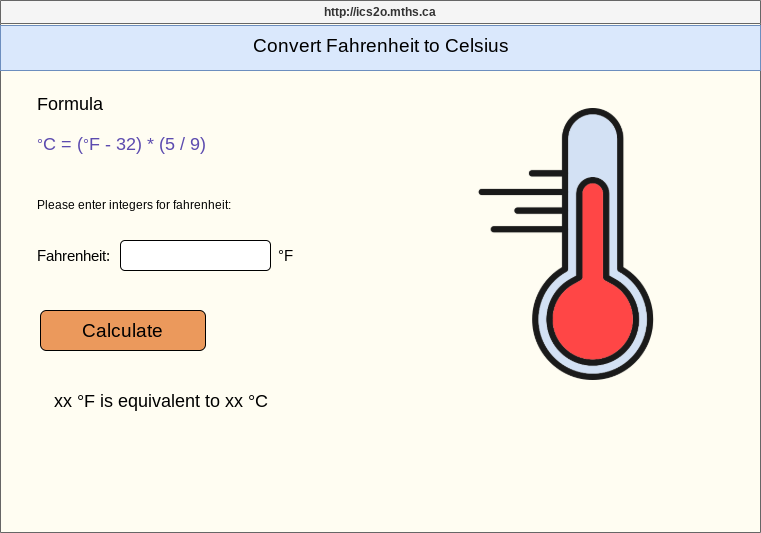 http://ics2o.mths.ca
Convert Fahrenheit to Celsius
Formula
°C = (°F - 32) * (5 / 9)
Please enter integers for fahrenheit:
Fahrenheit: °F
Calculate
xx °F is equivalent to xx °C